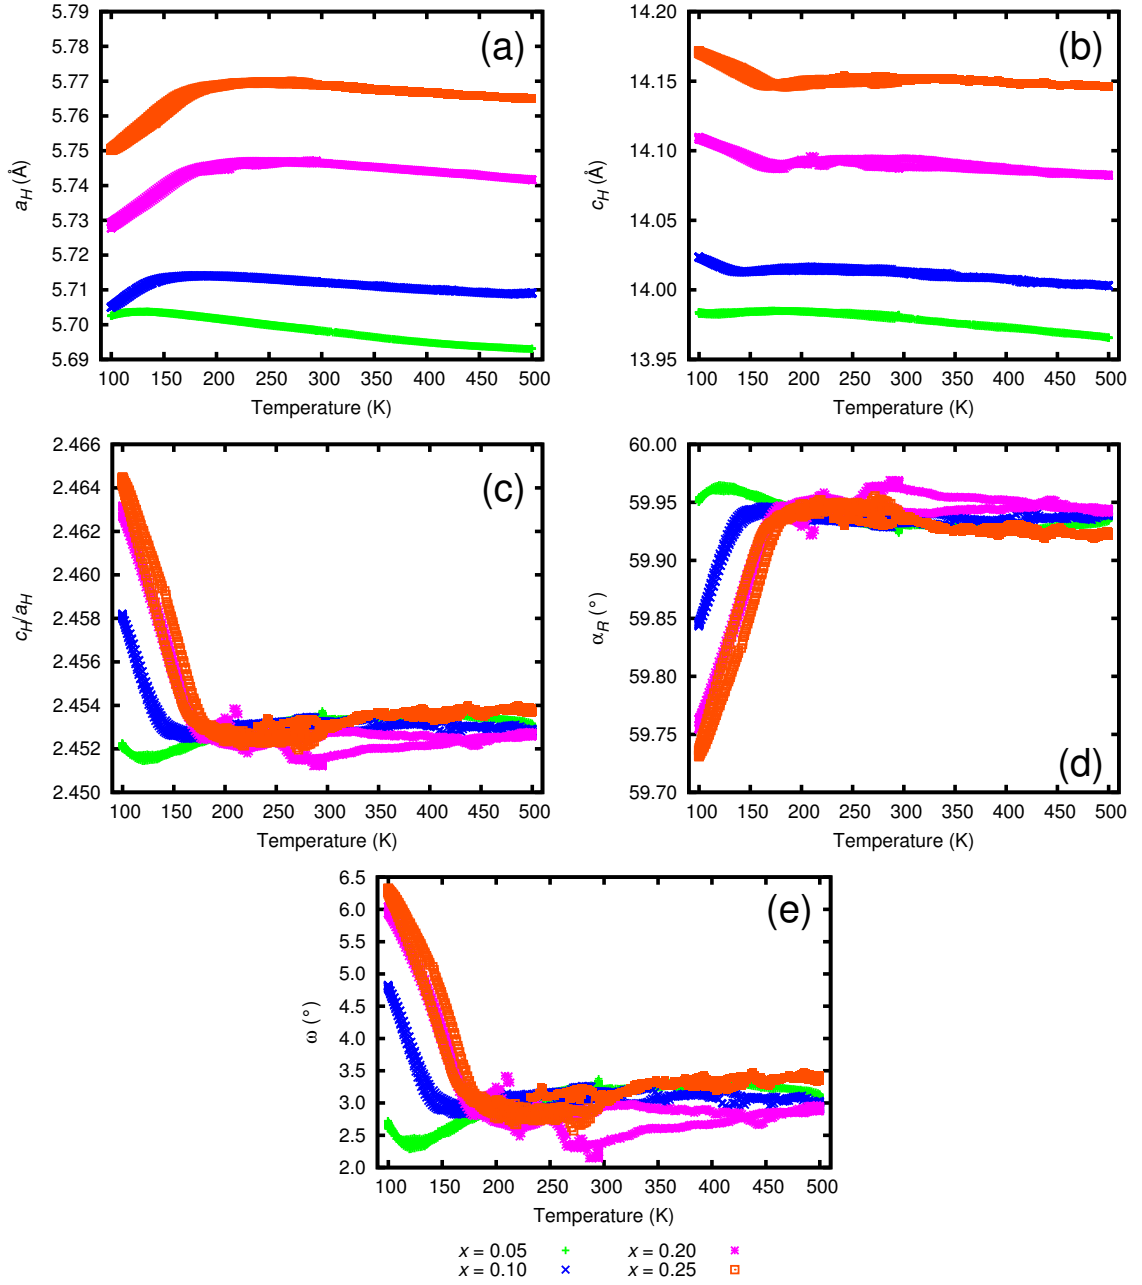 5.79
5.78
5.77
5.76
5.75
5.74
5.73
5.72
5.71
5.70
5.69
a_H (Å)
(a)
100 150 200 250 300 350 400 450 500
Temperature (K)
14.20
14.15
14.10
14.05
14.00
13.95
c_H (Å)
(b)
100 150 200 250 300 350 400 450 500
Temperature (K)
2.466
2.464
2.462
2.460
2.458
2.456
2.454
2.452
2.450
c_H/a_H
(c)
100 150 200 250 300 350 400 450 500
Temperature (K)
60.00
59.95
59.90
59.85
59.80
59.75
59.70
α_R (°)
(d)
100 150 200 250 300 350 400 450 500
Temperature (K)
6.5
6.0
5.5
5.0
4.5
4.0
3.5
3.0
2.5
2.0
ω (°)
(e)
100 150 200 250 300 350 400 450 500
Temperature (K)
x = 0.05 x = 0.20
x = 0.10 x = 0.25